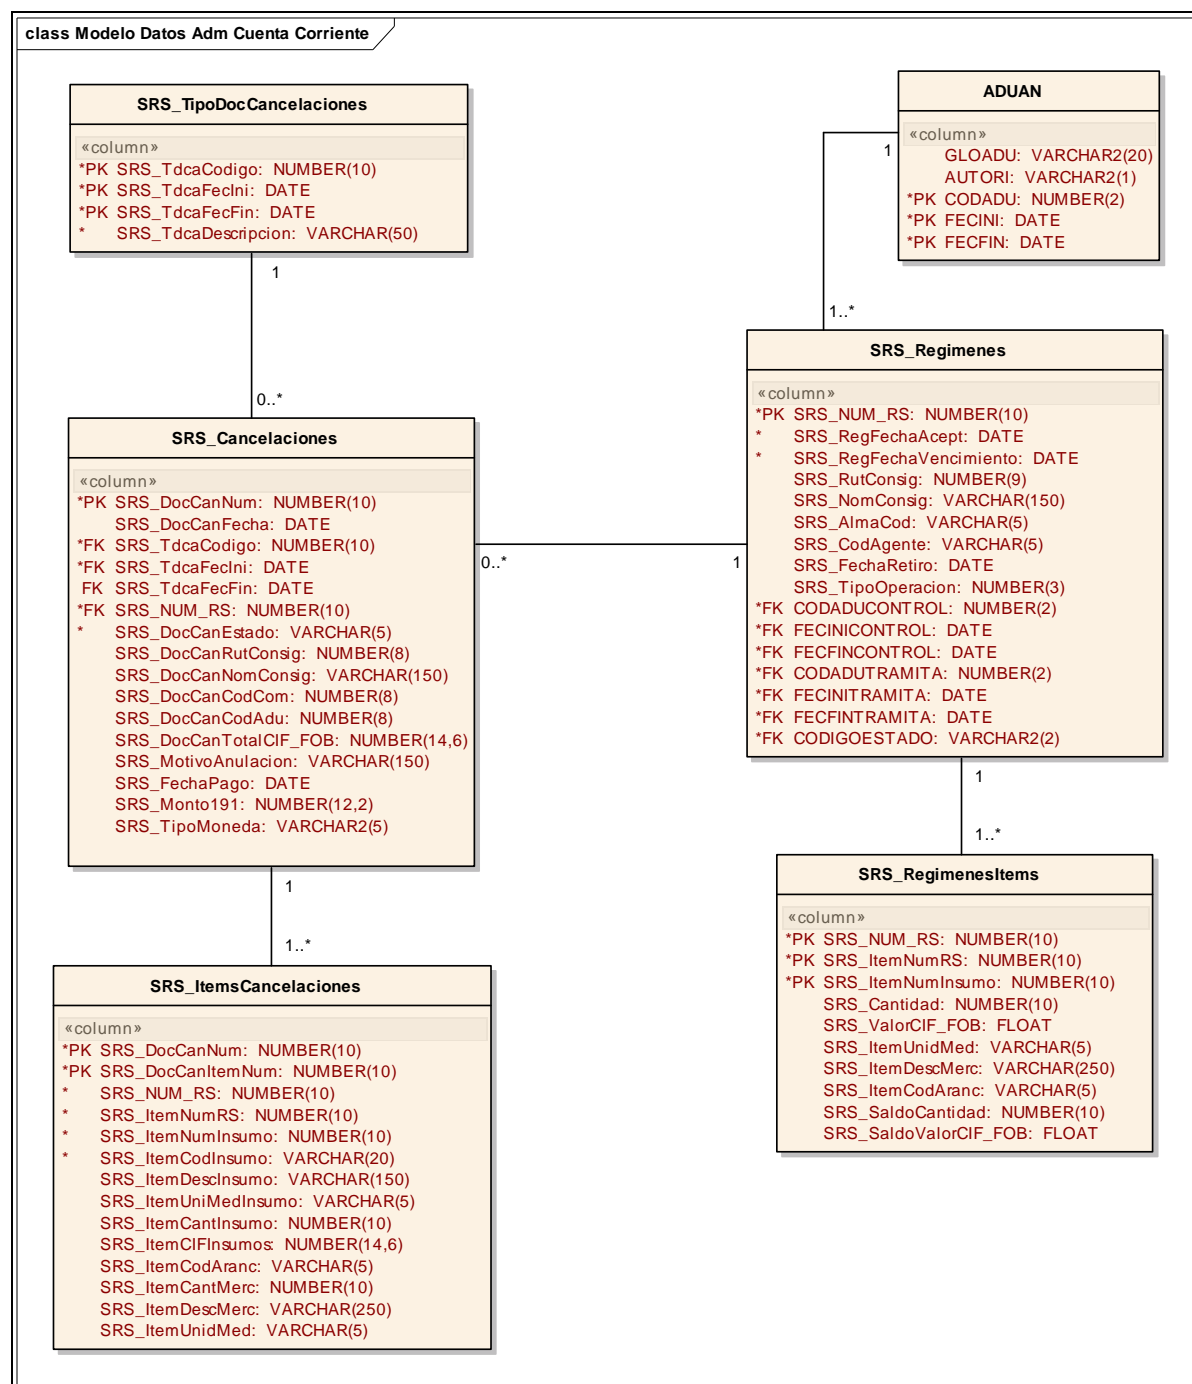 class Modelo Datos Adm Cuenta Corriente
SRS_TipoDocCancelaciones
«column»
*PK SRS_TdcaCodigo: NUMBER(10)
*PK SRS_TdcaFecIni: DATE
*PK SRS_TdcaFecFin: DATE
* SRS_TdcaDescripcion: VARCHAR(50)
1
0..*
ADUAN
«column»
GLOADU: VARCHAR2(20)
AUTORI: VARCHAR2(1)
*PK CODADU: NUMBER(2)
*PK FECINI: DATE
*PK FECFIN: DATE
1
1..*
SRS_Regimenes
«column»
*PK SRS_NUM_RS: NUMBER(10)
* SRS_RegFechaAcept: DATE
* SRS_RegFechaVencimiento: DATE
SRS_RutConsig: NUMBER(9)
SRS_NomConsig: VARCHAR(150)
SRS_AlmaCod: VARCHAR(5)
SRS_CodAgente: VARCHAR(5)
SRS_FechaRetiro: DATE
SRS_TipoOperacion: NUMBER(3)
*FK CODADUCONTROL: NUMBER(2)
*FK FECINICONTROL: DATE
*FK FECFINCONTROL: DATE
*FK CODADUTRAMITA: NUMBER(2)
*FK FECINITRAMITA: DATE
*FK FECFINTRAMITA: DATE
*FK CODIGOESTADO: VARCHAR2(2)
SRS_Cancelaciones
«column»
*PK SRS_DocCanNum: NUMBER(10)
SRS_DocCanFecha: DATE
*FK SRS_TdcaCodigo: NUMBER(10)
*FK SRS_TdcaFecIni: DATE
FK SRS_TdcaFecFin: DATE
*FK SRS_NUM_RS: NUMBER(10)
* SRS_DocCanEstado: VARCHAR(5)
SRS_DocCanRutConsig: NUMBER(8)
SRS_DocCanNomConsig: VARCHAR(150)
SRS_DocCanCodCom: NUMBER(8)
SRS_DocCanCodAdu: NUMBER(8)
SRS_DocCanTotalCIF_FOB: NUMBER(14,6)
SRS_MotivoAnulacion: VARCHAR(150)
SRS_FechaPago: DATE
SRS_Monto191: NUMBER(12,2)
SRS_TipoMoneda: VARCHAR2(5)
0..*
1
1
1..*
1
1..*
SRS_RegimenesItems
«column»
*PK SRS_NUM_RS: NUMBER(10)
*PK SRS_ItemNumRS: NUMBER(10)
*PK SRS_ItemNumInsumo: NUMBER(10)
SRS_Cantidad: NUMBER(10)
SRS_ValorCIF_FOB: FLOAT
SRS_ItemUnidMed: VARCHAR(5)
SRS_ItemDescMerc: VARCHAR(250)
SRS_ItemCodAranc: VARCHAR(5)
SRS_SaldoCantidad: NUMBER(10)
SRS_SaldoValorCIF_FOB: FLOAT
SRS_ItemsCancelaciones
«column»
*PK SRS_DocCanNum: NUMBER(10)
*PK SRS_DocCanItemNum: NUMBER(10)
* SRS_NUM_RS: NUMBER(10)
* SRS_ItemNumRS: NUMBER(10)
* SRS_ItemNumInsumo: NUMBER(10)
* SRS_ItemCodInsumo: VARCHAR(20)
SRS_ItemDescInsumo: VARCHAR(150)
SRS_ItemUniMedInsumo: VARCHAR(5)
SRS_ItemCantInsumo: NUMBER(10)
SRS_ItemCIFInsumos: NUMBER(14,6)
SRS_ItemCodAranc: VARCHAR(5)
SRS_ItemCantMerc: NUMBER(10)
SRS_ItemDescMerc: VARCHAR(250)
SRS_ItemUnidMed: VARCHAR(5)